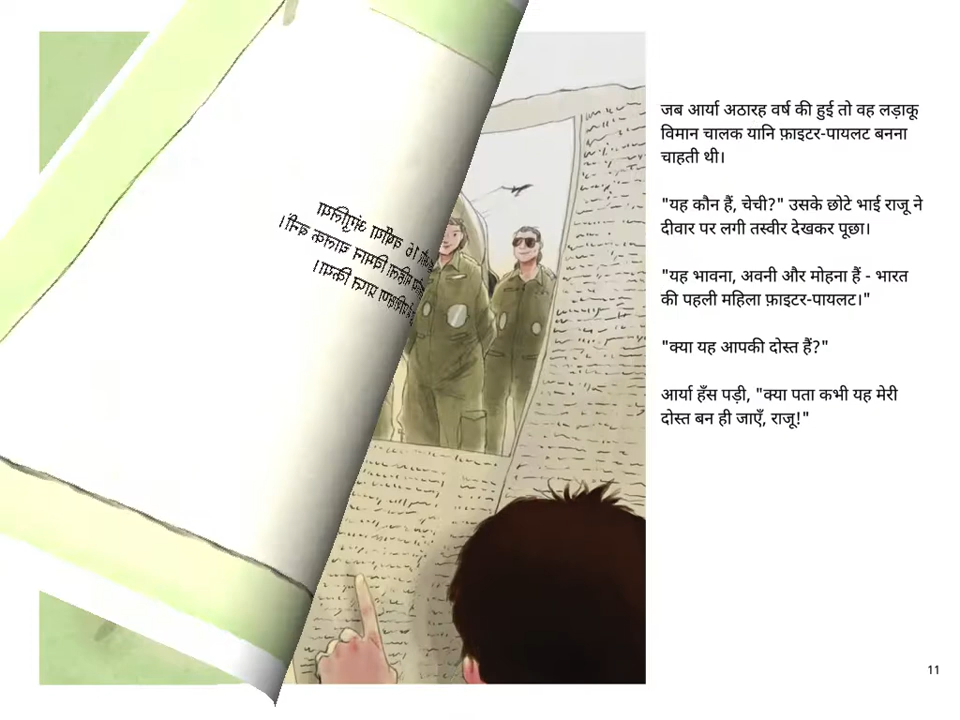 जब आर्या अठारह वर्ष की हुई तो वह लड़ाकू
विमान चालक यानि फ़ाइटर-पायलट बनना
चाहती थी।
"यह कौन हैं, चेची?" उसके छोटे भाई राजू ने
दीवार पर लगी तस्वीर देखकर पूछा।
"यह भावना, अवनी और मोहना हैं - भारत
की पहली महिला फ़ाइटर-पायलट।"
"क्या यह आपकी दोस्त हैं?"
आर्या हँस पड़ी, "क्या पता कभी यह मेरी
दोस्त बन ही जाएँ, राजू!"
11